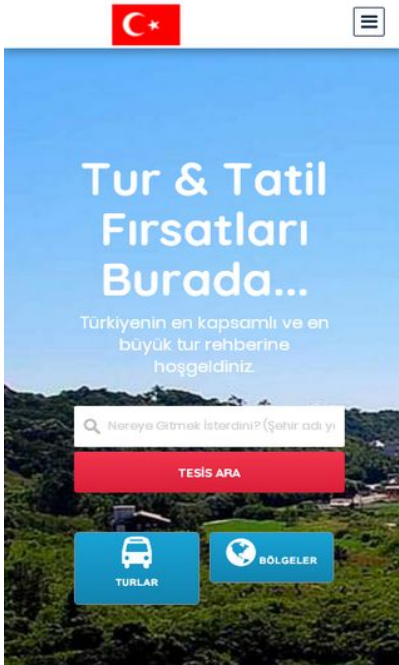 Tur & Tatil
Fırsatları
Burada...
Türkiyenin en kapsamlı ve en
büyük tur rehberine
hoşgeldiniz.
Nereye Gitmek İsterdini? (Şehir adı
TESİS ARA
TURLAR
BÖLGELER